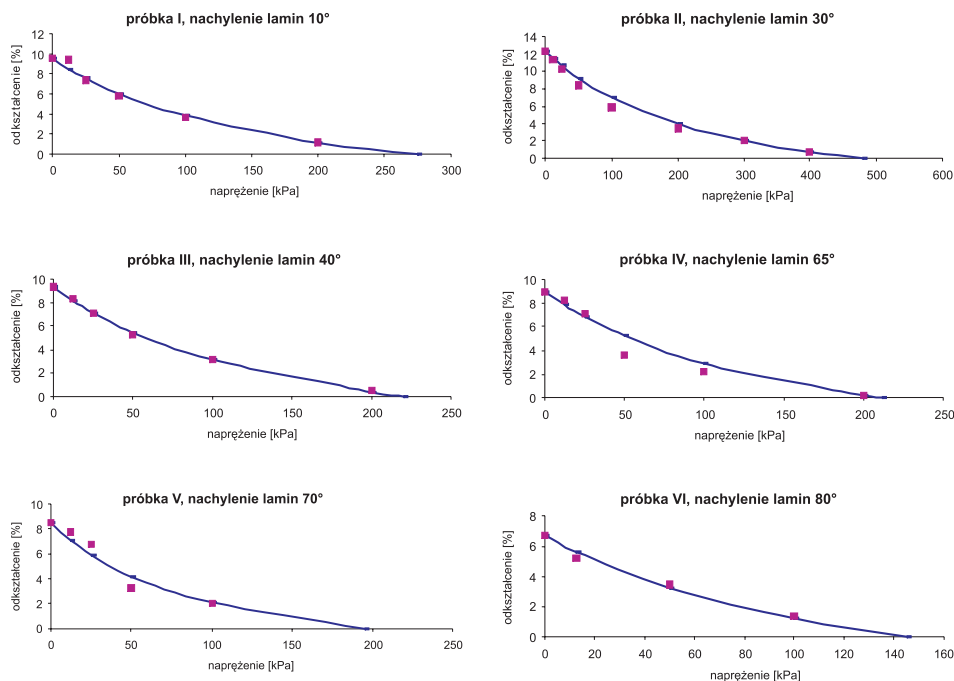 próbka I, nachylenie lamin 10°
odkształcenie [%]
12
10
8
6
4
2
0
0 50 100 150 200 250 300
naprężenie [kPa]
próbka II, nachylenie lamin 30°
odkształcenie [%]
14
12
10
8
6
4
2
0
0 100 200 300 400 500 600
naprężenie [kPa]
próbka III, nachylenie lamin 40°
odkształcenie [%]
10
8
6
4
2
0
0 50 100 150 200 250
naprężenie [kPa]
próbka IV, nachylenie lamin 65°
odkształcenie [%]
10
8
6
4
2
0
0 50 100 150 200 250
naprężenie [kPa]
próbka V, nachylenie lamin 70°
odkształcenie [%]
10
8
6
4
2
0
0 50 100 150 200 250
naprężenie [kPa]
próbka VI, nachylenie lamin 80°
odkształcenie [%]
8
6
4
2
0
0 20 40 60 80 100 120 140 160
naprężenie [kPa]